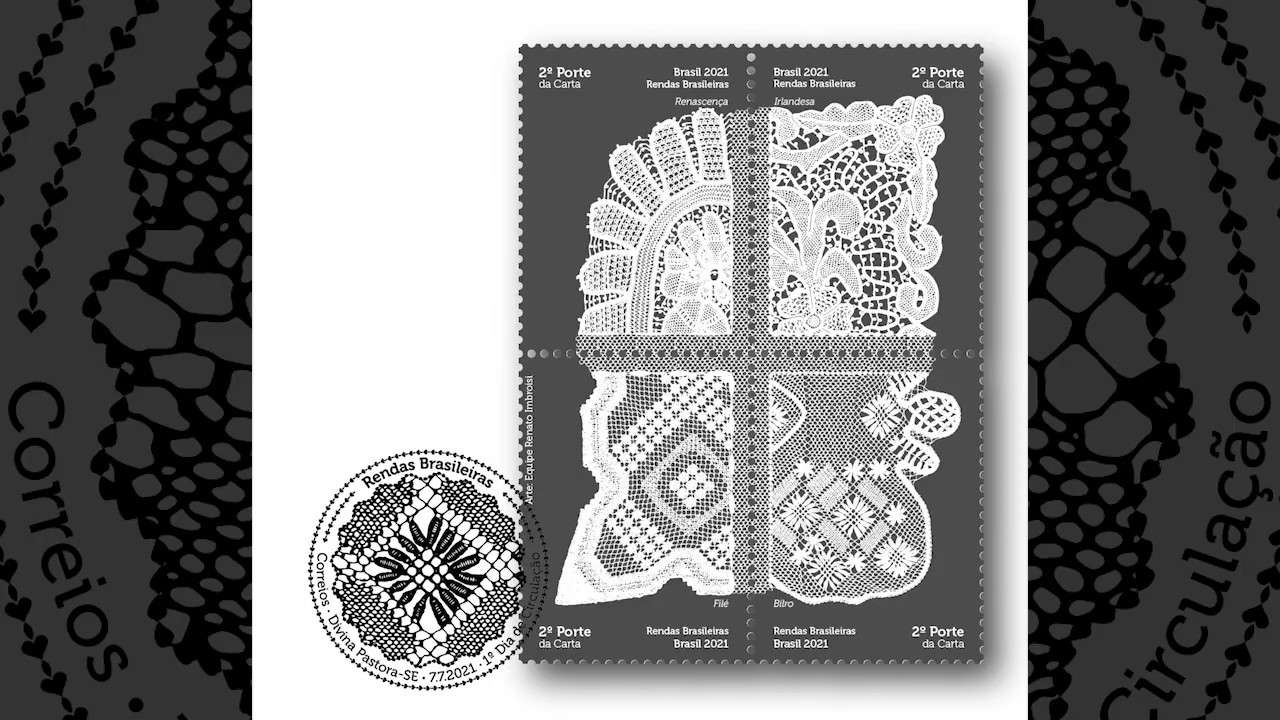 2º Porte
da Carta
Brasil 2021
Rendas Brasileiras
Renascença
Brasil 2021
Rendas Brasileiras
Irlandesa
2º Porte
da Carta
Arte: Equipe Renato Imbroisi
Filé
2º Porte
da Carta
Rendas Brasileiras
Brasil 2021
Bilro
Rendas Brasileiras
Brasil 2021
2º Porte
da Carta
Rendas Brasileiras
Correios · Divina Pastora-SE · 7.7.2021 · 1º Dia de Circulação
Correios ·
Circulação